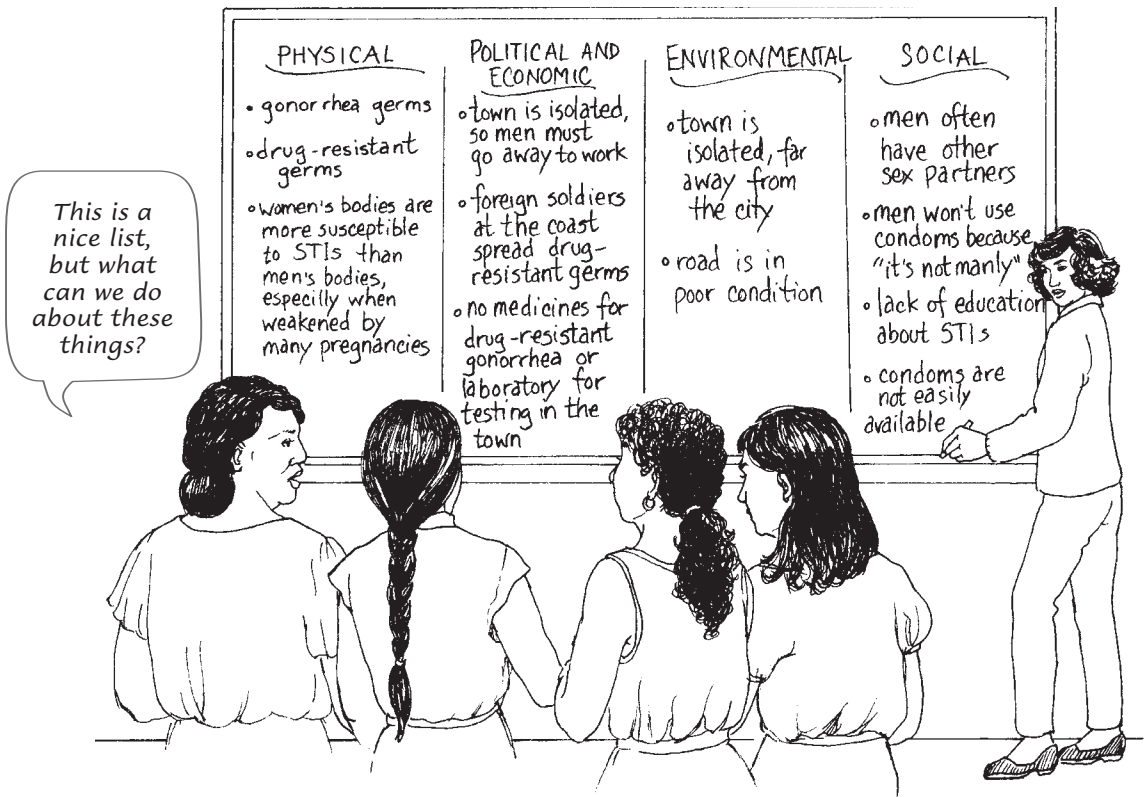 This is a
nice list,
but what
can we do
about these
things?
PHYSICAL
• gonorrhea germs
• drug-resistant
germs
• women's bodies are
more susceptible
to STIs than
men's bodies,
especilly when
weakened by
many pregnancies
POLITICAL AND
ECONOMIC
• town is isolated,
so men must
go away to work
• foreign soldiers
at the coast
spread drug-
resistant germs
• no medicines for
drug-resistant
gonorrhea or
laboratory for
testing in the
town
ENVIRONMENTAL
• town is
isolated, far
away from
the city
• road is in
poor condition
SOCIAL
• men often
have other
sex partners
• men won't use
condoms because
"it's not manly"
• lack of education
about STIs
• condoms are
not easily
available